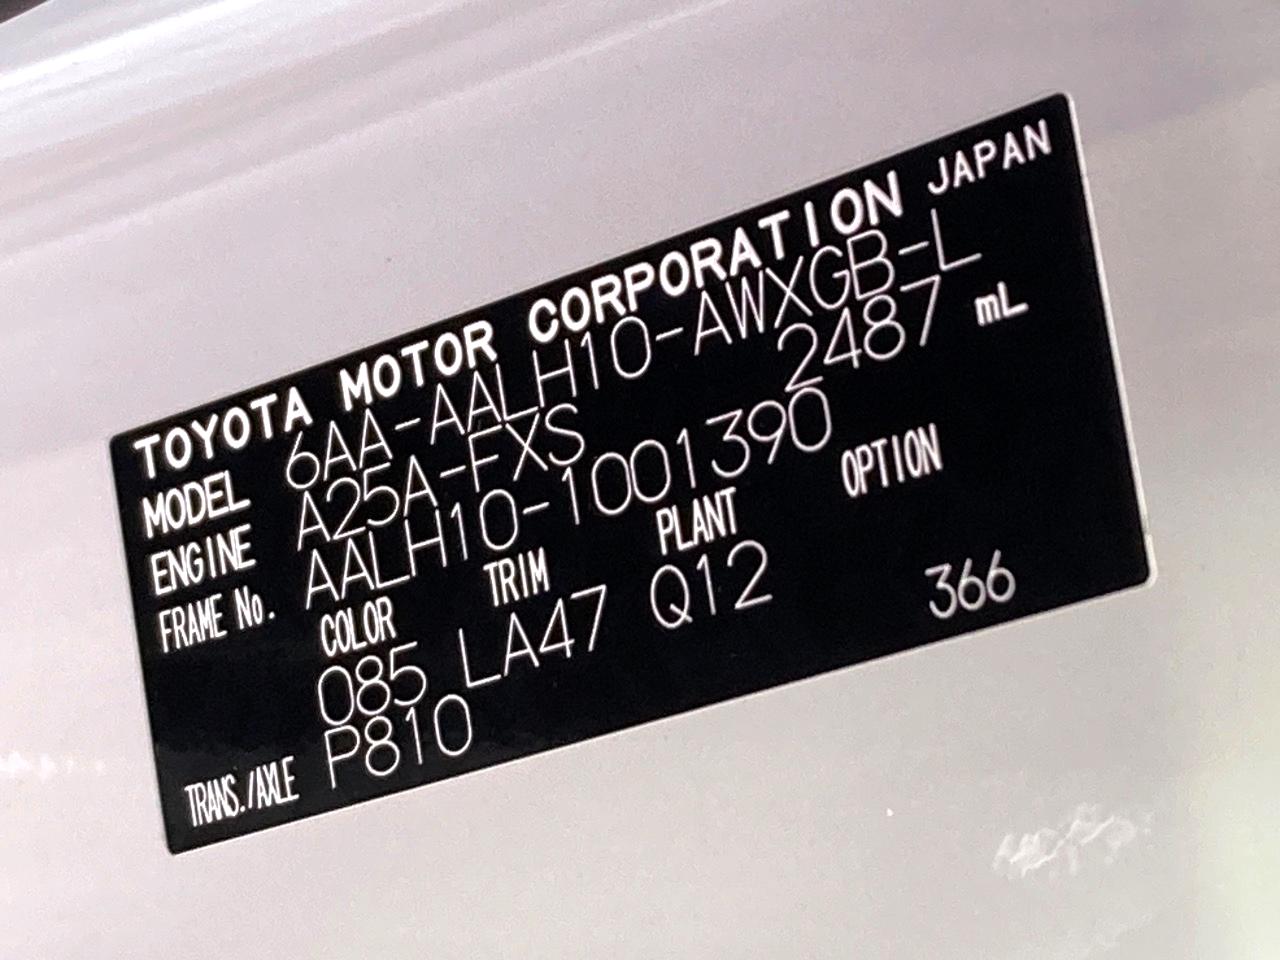 TOYOTA MOTOR CORPORATION JAPAN
MODEL 6AA-AALH10-AWXGB-L
ENGINE A25A-FXS 2487 mL
FRAME No. AALH10-1001390
COLOR TRIM PLANT OPTION
085 LA47 Q12 366
TRANS./AXLE P810